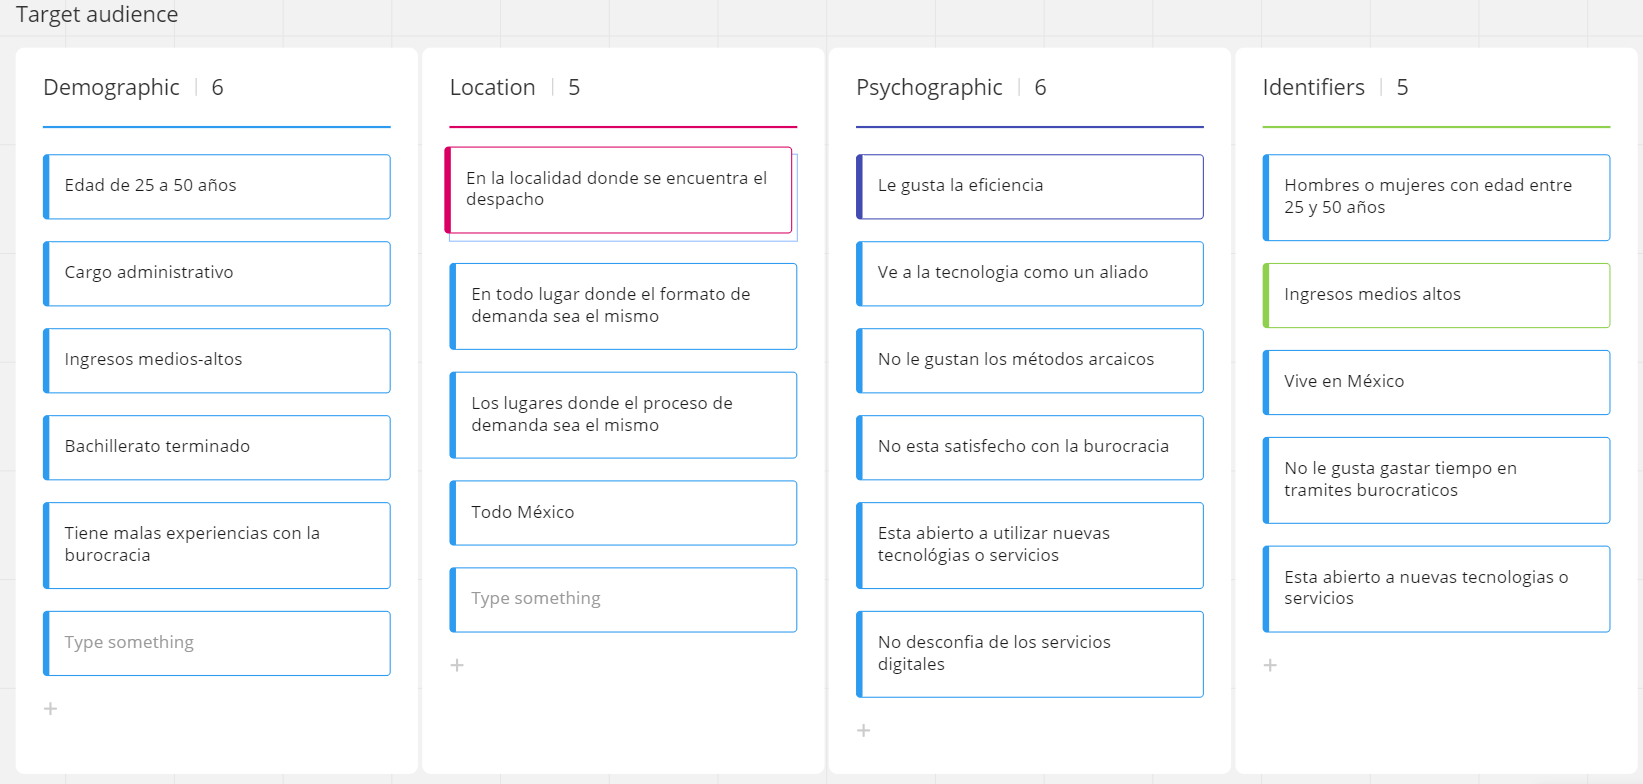 Target audience
Demographic 6
Edad de 25 a 50 años
Cargo administrativo
Ingresos medios-altos
Bachillerato terminado
Tiene malas experiencias con la
burocracia
Type something
Location 5
En la localidad donde se encuentra el
despacho
En todo lugar donde el formato de
demanda sea el mismo
Los lugares donde el proceso de
demanda sea el mismo
Todo México
Type something
Psychographic 6
Le gusta la eficiencia
Ve a la tecnologia como un aliado
No le gustan los métodos arcaicos
No esta satisfecho con la burocracia
Esta abierto a utilizar nuevas
tecnológias o servicios
No desconfia de los servicios
digitales
Identifiers 5
Hombres o mujeres con edad entre
25 y 50 años
Ingresos medios altos
Vive en México
No le gusta gastar tiempo en
tramites burocraticos
Esta abierto a nuevas tecnologias o
servicios